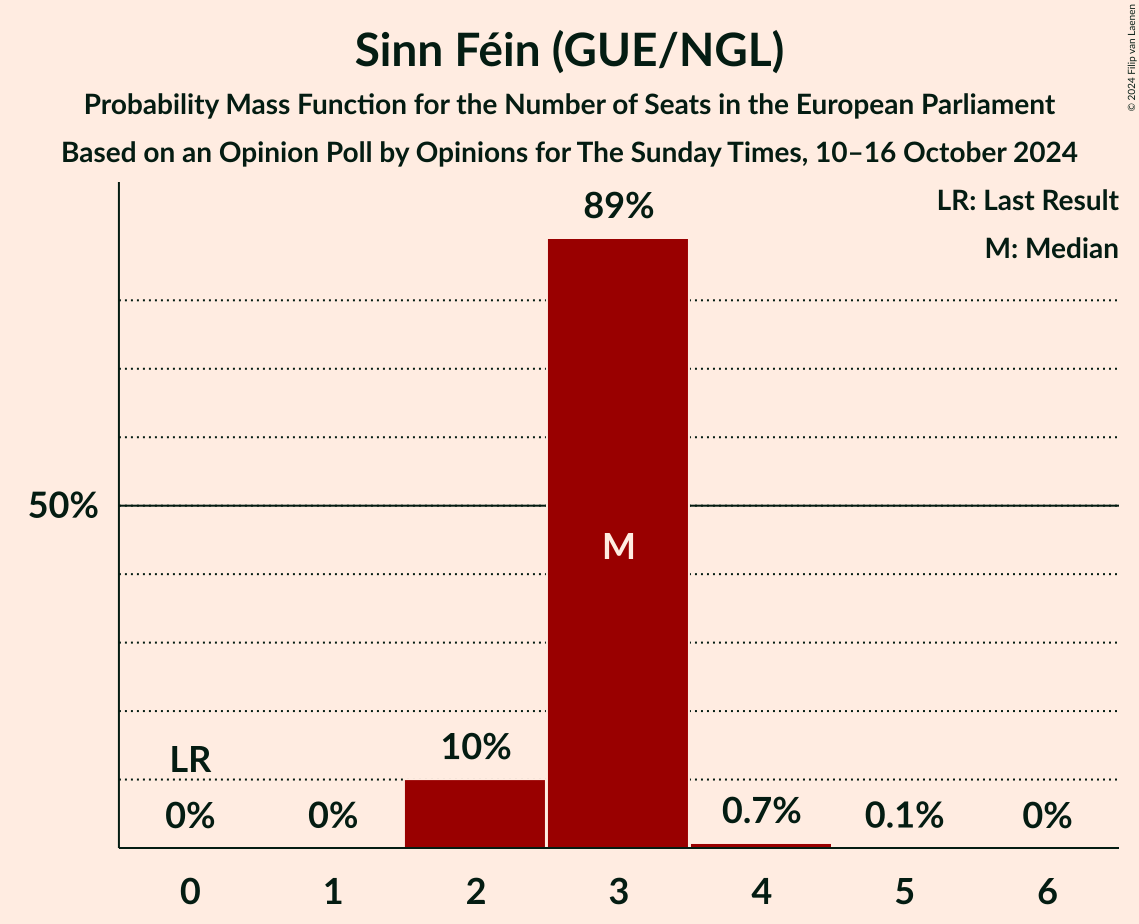 Sinn Féin (GUE/NGL)
Probability Mass Function for the Number of Seats in the European Parliament
Based on an Opinion Poll by Opinions for The Sunday Times, 10–16 October 2024
© 2024 Filip van Laenen
LR: Last Result
M: Median
89%
50%
M
LR
10%
0%
0%
0.7%
0.1%
0%
0
1
2
3
4
5
6